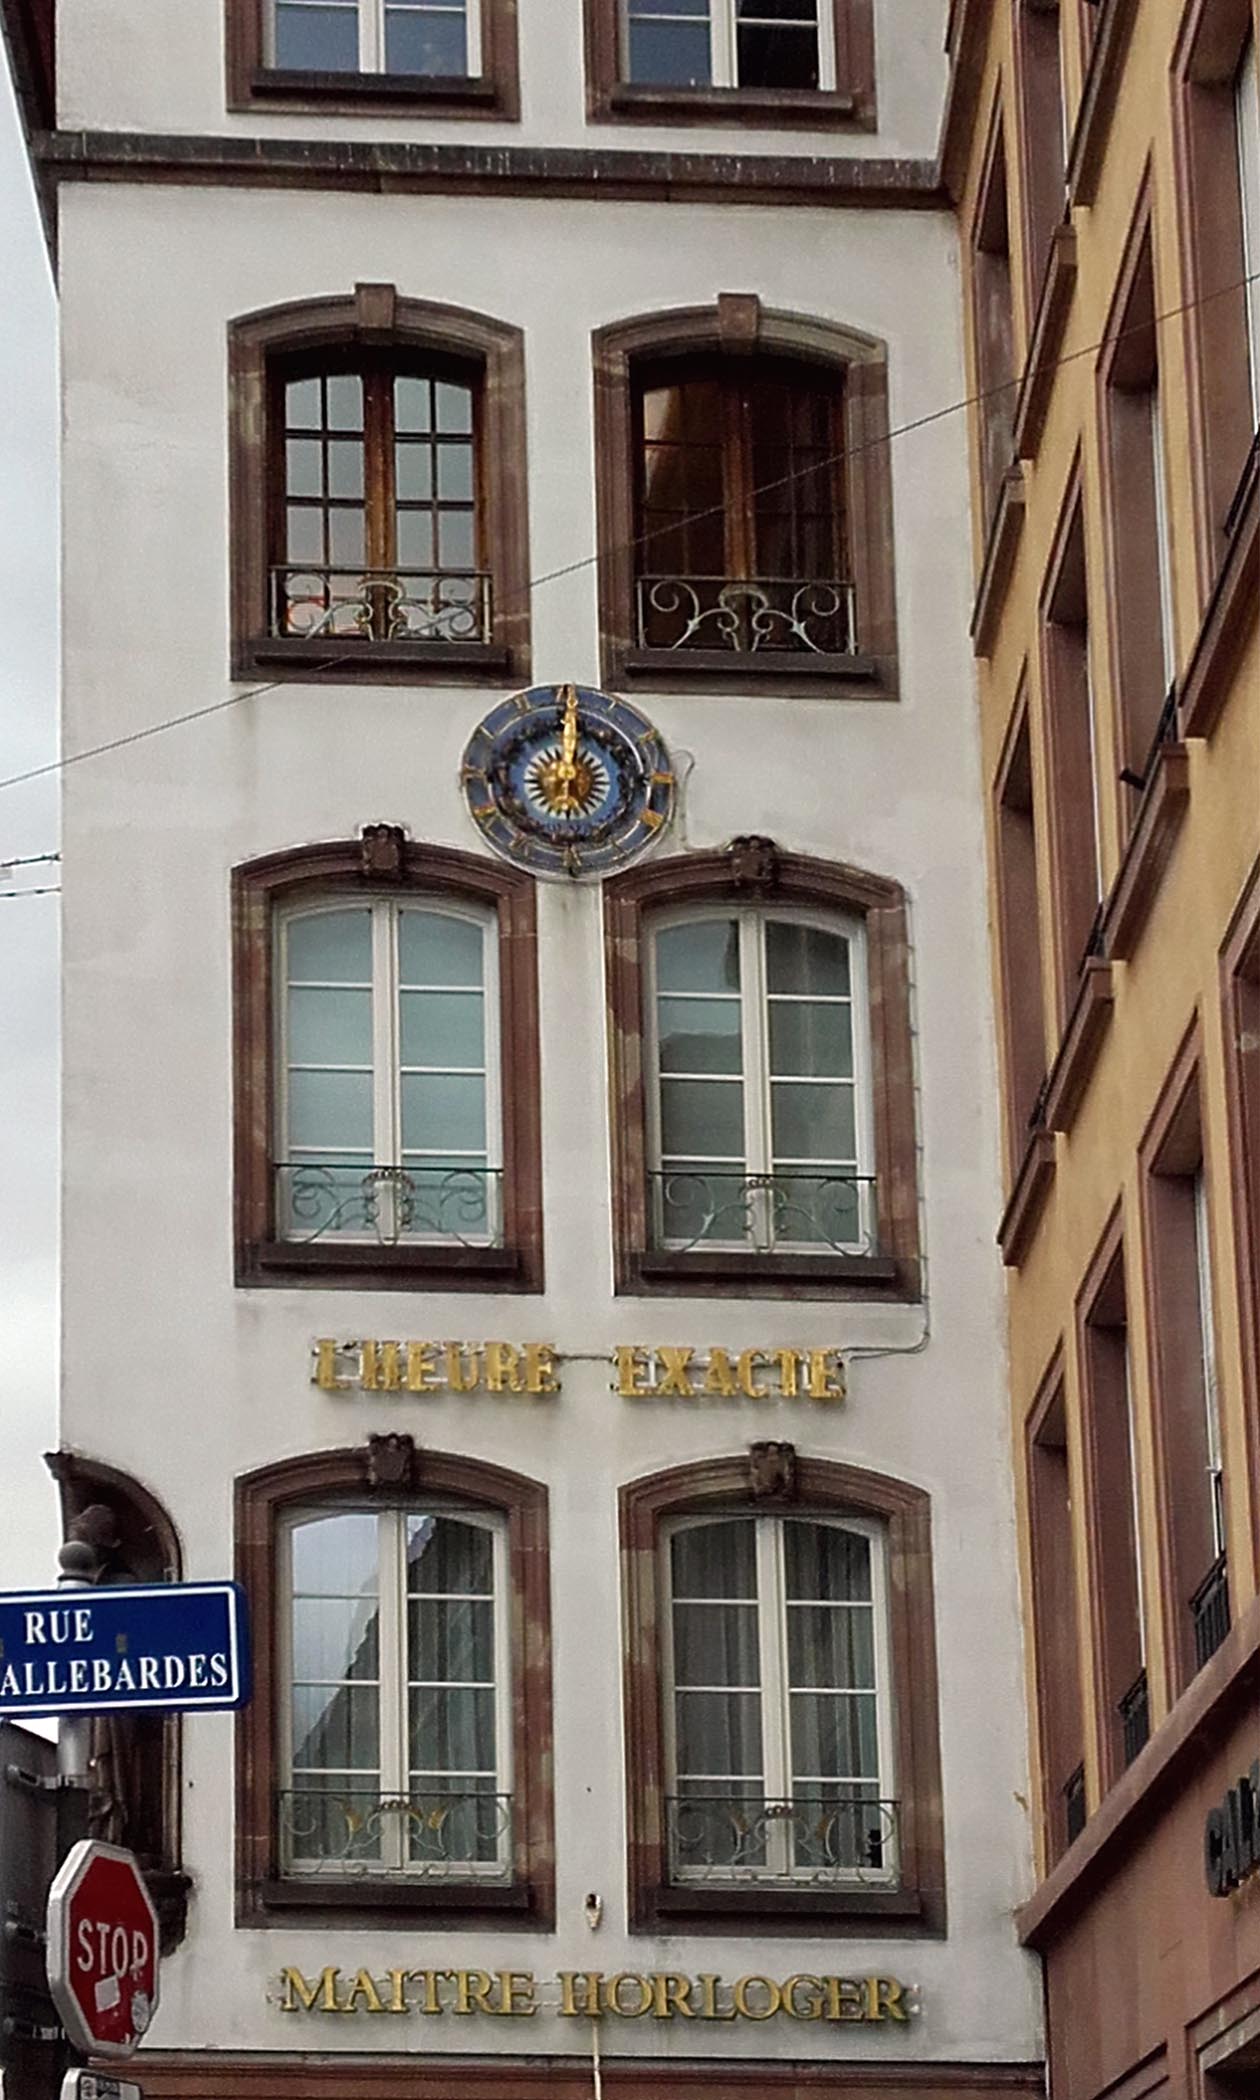 L'HEURE EXACTE
RUE
ALLEBARDES
STOP
MAITRE HORLOGER